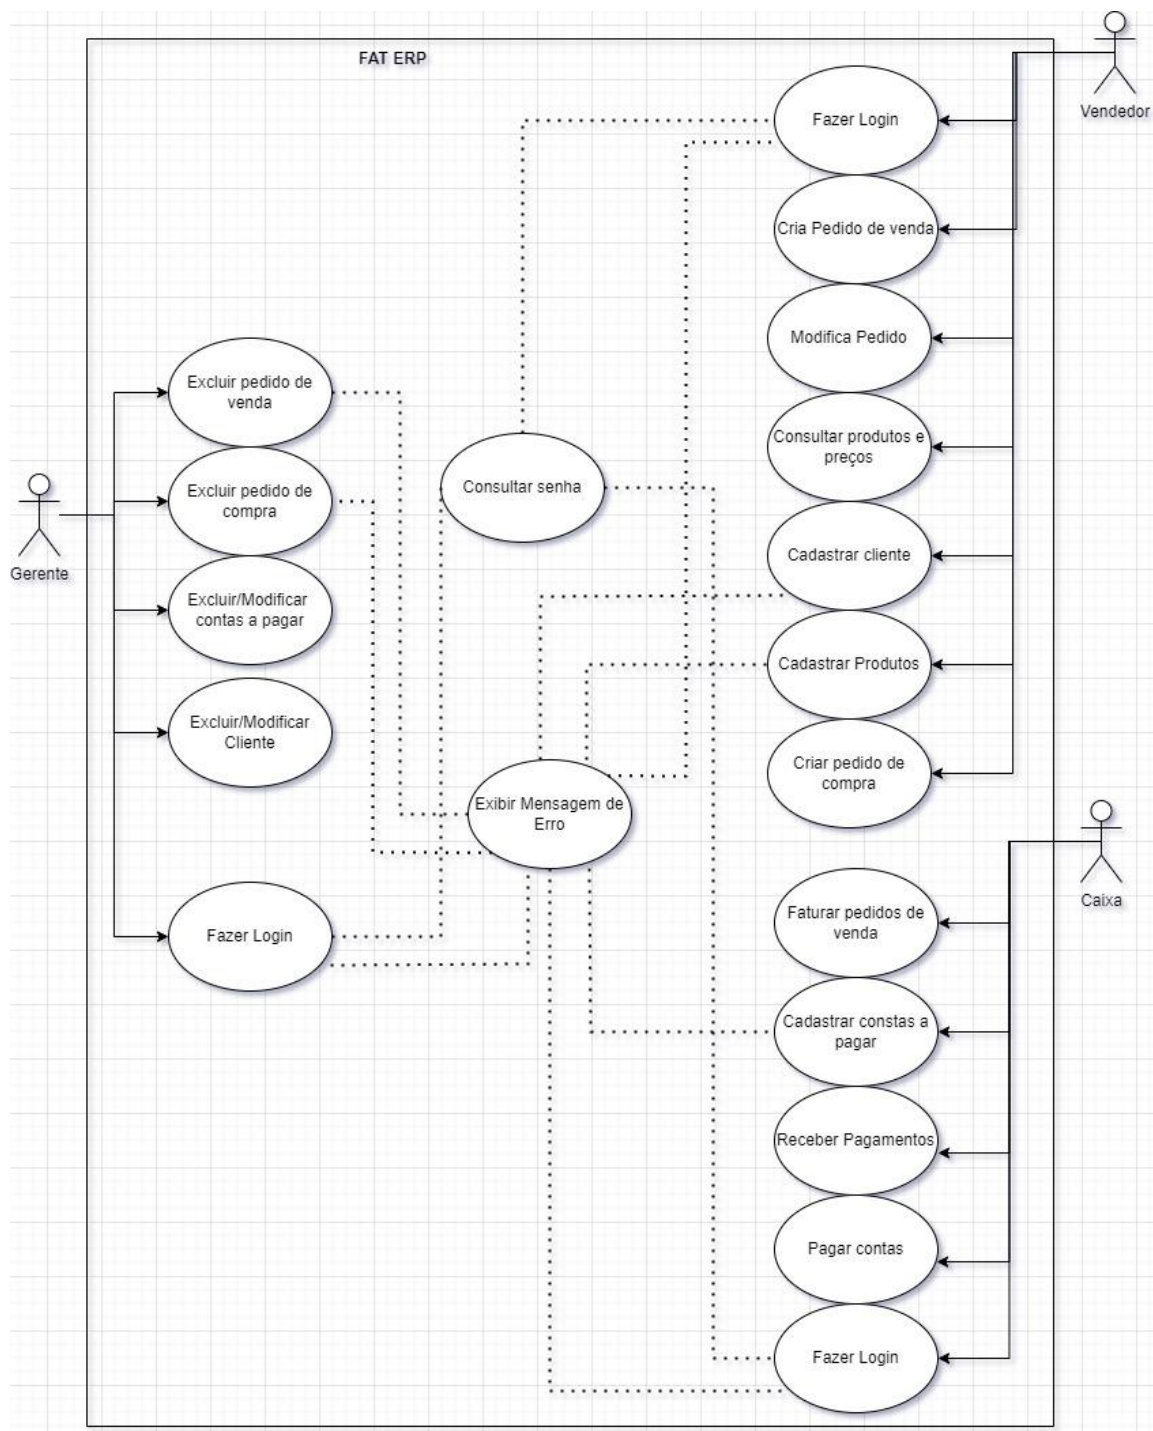 FAT ERP
Vendedor
Fazer Login
Cria Pedido de venda
Modifica Pedido
Excluir pedido de
venda
Consultar produtos e
preços
Consultar senha
Excluir pedido de
compra
Gerente
Cadastrar cliente
Excluir/Modificar
contas a pagar
Cadastrar Produtos
Excluir/Modificar
Cliente
Criar pedido de
compra
Exibir Mensagem de
Erro
Caixa
Faturar pedidos de
venda
Fazer Login
Cadastrar constas a
pagar
Receber Pagamentos
Pagar contas
Fazer Login